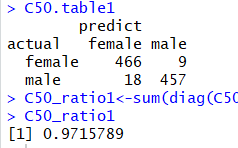 > C50.table1
predict
actual female male
female 466 9
male 18 457
> C50_ratio1<-sum(diag(C50
> C50_ratio1
[1] 0.9715789